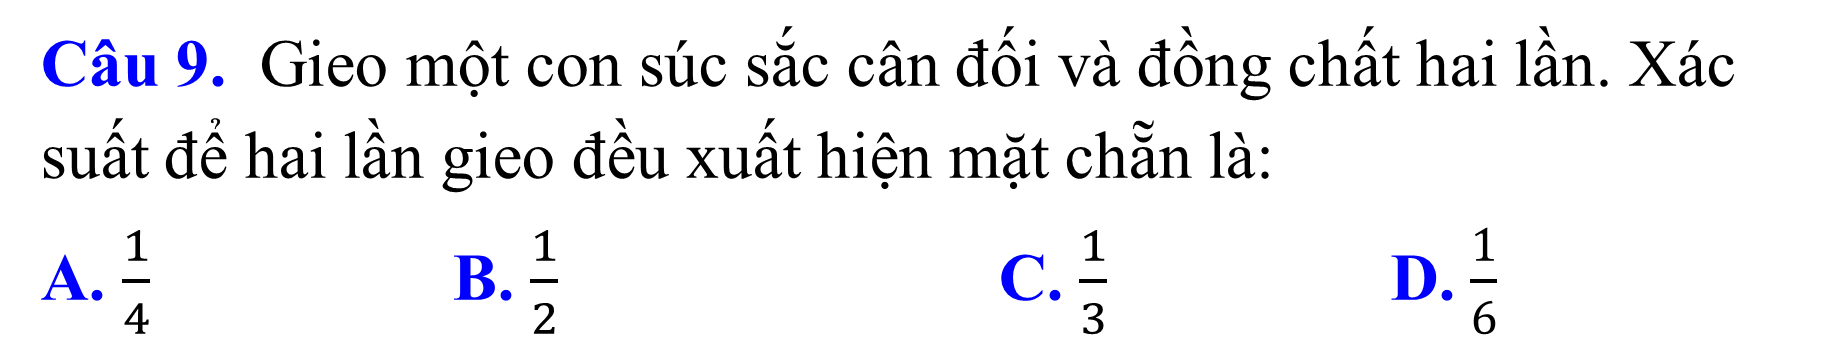 Câu 9. Gieo một con súc sắc cân đối và đồng chất hai lần. Xác
suất để hai lần gieo đều xuất hiện mặt chẵn là:
A. 1/4 B. 1/2 C. 1/3 D. 1/6